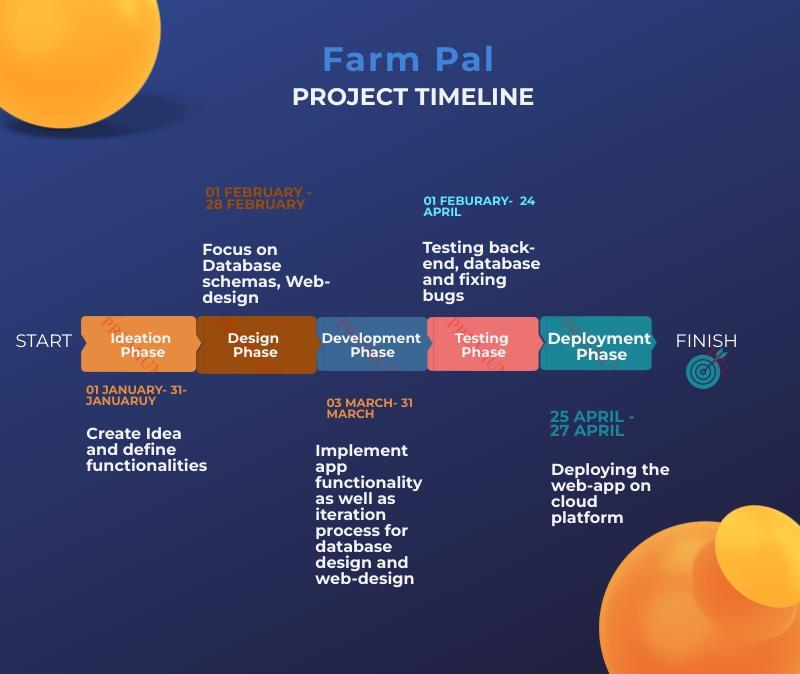 Farm Pal
PROJECT TIMELINE
01 FEBRUARY -
28 FEBRUARY
Focus on
Database
schemas, Web-
design
01 FEBURARY-  24
APRIL
Testing back-
end, database
and fixing
bugs
START
Ideation
Phase
Design
Phase
Development
Phase
Testing
Phase
Deployment
Phase
FINISH
01 JANUARY- 31-
JANUARUY
Create Idea
and define
functionalities
03 MARCH- 31
MARCH
Implement
app
functionality
as well as
iteration
process for
database
design and
web-design
25 APRIL -
27 APRIL
Deploying the
web-app on
cloud
platform